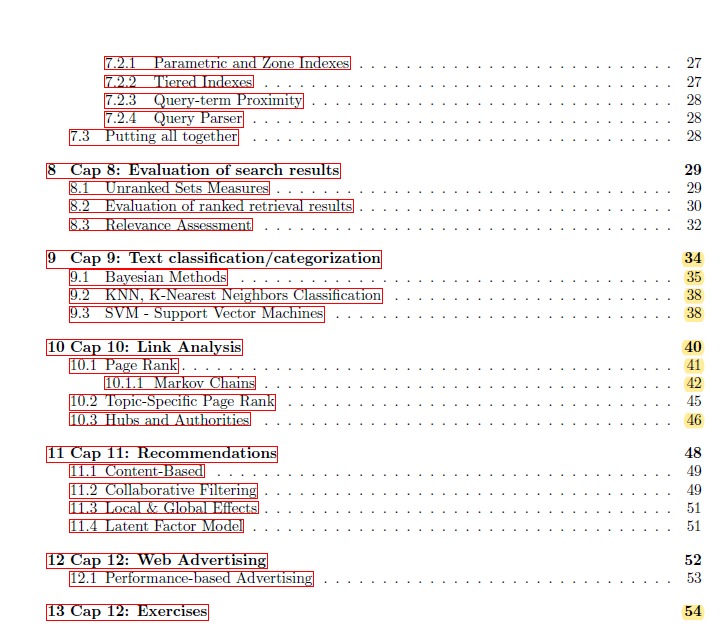 7.2.1 Parametric and Zone Indexes . . . . . . . . . . . . . . . . . . . . . 27
7.2.2 Tiered Indexes . . . . . . . . . . . . . . . . . . . . . . . . . . . 27
7.2.3 Query-term Proximity . . . . . . . . . . . . . . . . . . . . . . . . 28
7.2.4 Query Parser . . . . . . . . . . . . . . . . . . . . . . . . . . . . 28
7.3 Putting all together . . . . . . . . . . . . . . . . . . . . . . . . . . . . 28
8 Cap 8: Evaluation of search results 29
8.1 Unranked Sets Measures . . . . . . . . . . . . . . . . . . . . . . . . . . . 29
8.2 Evaluation of ranked retrieval results . . . . . . . . . . . . . . . . . . . . . 30
8.3 Relevance Assessment . . . . . . . . . . . . . . . . . . . . . . . . . . . . 32
9 Cap 9: Text classification/categorization 34
9.1 Bayesian Methods . . . . . . . . . . . . . . . . . . . . . . . . . . . . . . 35
9.2 KNN, K-Nearest Neighbors Classification . . . . . . . . . . . . . . . . . . . 38
9.3 SVM - Support Vector Machines . . . . . . . . . . . . . . . . . . . . . . . 38
10 Cap 10: Link Analysis 40
10.1 Page Rank . . . . . . . . . . . . . . . . . . . . . . . . . . . . . . . . . 41
10.1.1 Markov Chains . . . . . . . . . . . . . . . . . . . . . . . . . . . . 42
10.2 Topic-Specific Page Rank . . . . . . . . . . . . . . . . . . . . . . . . . . 45
10.3 Hubs and Authorities . . . . . . . . . . . . . . . . . . . . . . . . . . . . 46
11 Cap 11: Recommendations 48
11.1 Content-Based . . . . . . . . . . . . . . . . . . . . . . . . . . . . . . . 49
11.2 Collaborative Filtering . . . . . . . . . . . . . . . . . . . . . . . . . . . . 49
11.3 Local & Global Effects . . . . . . . . . . . . . . . . . . . . . . . . . . . . 51
11.4 Latent Factor Model . . . . . . . . . . . . . . . . . . . . . . . . . . . . 51
12 Cap 12: Web Advertising 52
12.1 Performance-based Advertising . . . . . . . . . . . . . . . . . . . . . . . . 53
13 Cap 12: Exercises 54